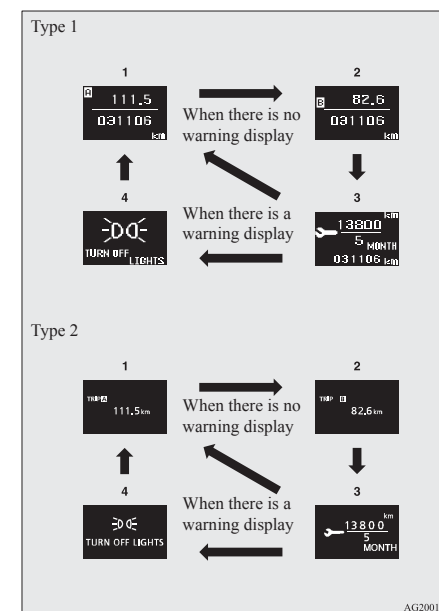 Type 1
1
2
A 111.5
031106
km
When there is no
warning display
B 82.6
031106
km
4
3
TURN OFF
LIGHTS
When there is a
warning display
km
13800
5 MONTH
031106 km
Type 2
1
2
TRIP A
111.5 km
When there is no
warning display
TRIP B
82.6 km
4
3
TURN OFF LIGHTS
When there is a
warning display
km
13800
5
MONTH
AG2001